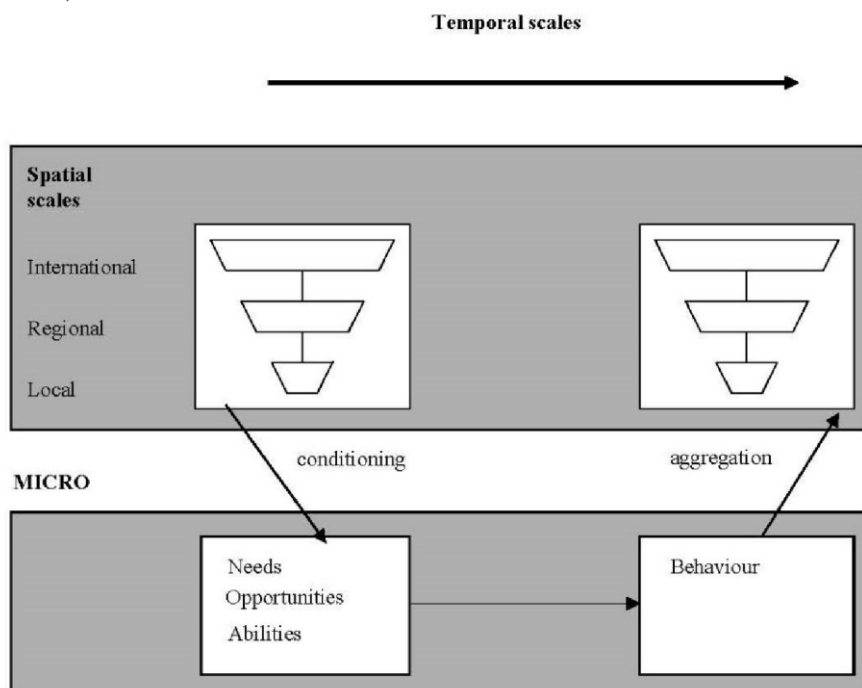 Temporal scales
Spatial
scales
International
Regional
Local
conditioning
aggregation
MICRO
Needs
Opportunities
Abilities
Behaviour